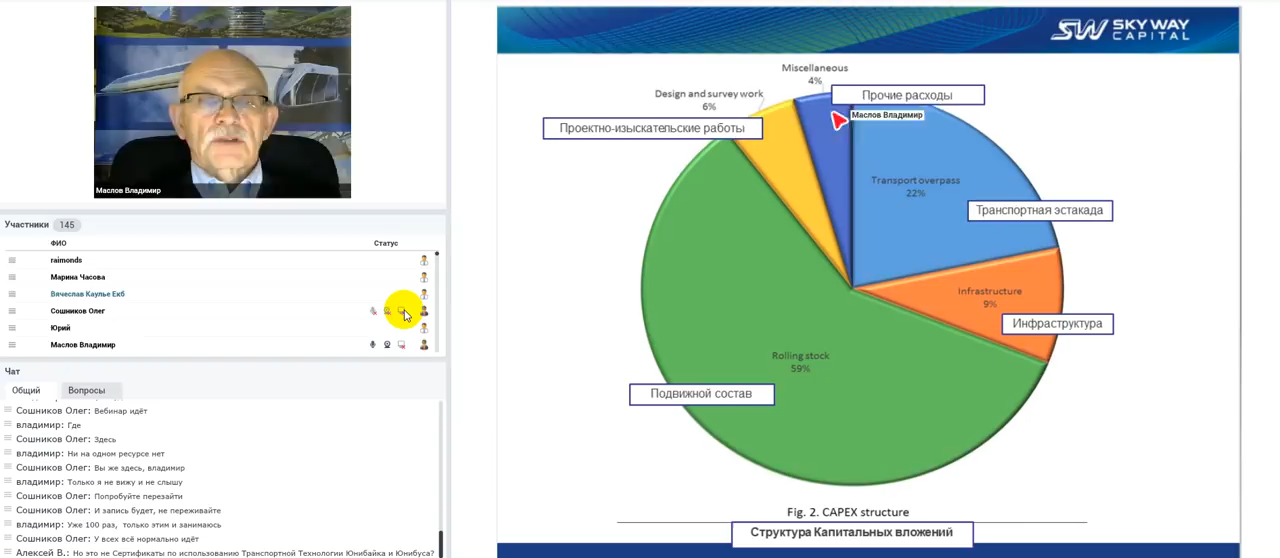 Маслов Владимир
Участники 145
ФИО Статус
raimonds
Марина Часова
Вячеслав Каулье Екб
Сошников Олег
Юрий
Маслов Владимир
Чат
Общий Вопросы
Сошников Олег: Вебинар идёт
владимир: Где
Сошников Олег: Здесь
владимир: Ни на одном ресурсе нет
Сошников Олег: Вы же здесь, владимир
владимир: Только я не вижу и не слышу
Сошников Олег: Попробуйте перезайти
Сошников Олег: И запись будет, не переживайте
владимир: Уже 100 раз, только этим и занимаюсь
Сошников Олег: У всех всё нормально идёт
Алексей В.: Но это не Сертификаты по использованию Транспортной Технологии Юнибайка и Юнибуса?
SW SKY WAY
CAPITAL
Miscellaneous
4%
Прочие расходы
Маслов Владимир
Design and survey work
6%
Проектно-изыскательские работы
Transport overpass
22%
Транспортная эстакада
Infrastructure
9%
Инфраструктура
Rolling stock
59%
Подвижной состав
Fig. 2. CAPEX structure
Структура Капитальных вложений